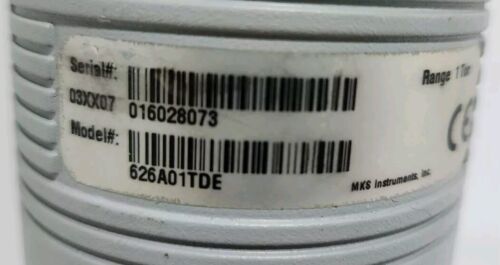 Serial#:
03XX07
016028073
Model#:
626A01TDE
Range 1 Torr
CE
MKS Instruments, Inc.